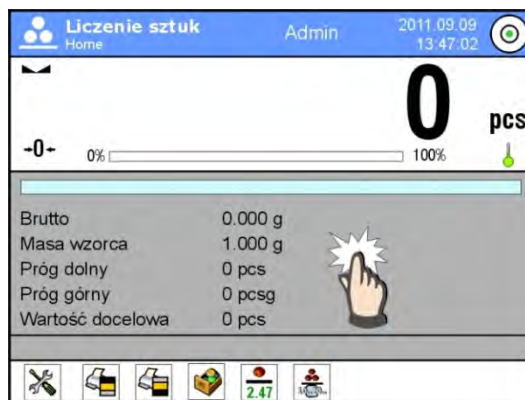 Liczenie sztuk Admin 2011.09.09
Home 13:47:02
0 pcs
→0←
0% 100%
Brutto 0.000 g
Masa wzorca 1.000 g
Próg dolny 0 pcs
Próg górny 0 pcsg
Wartość docelowa 0 pcs
2.47